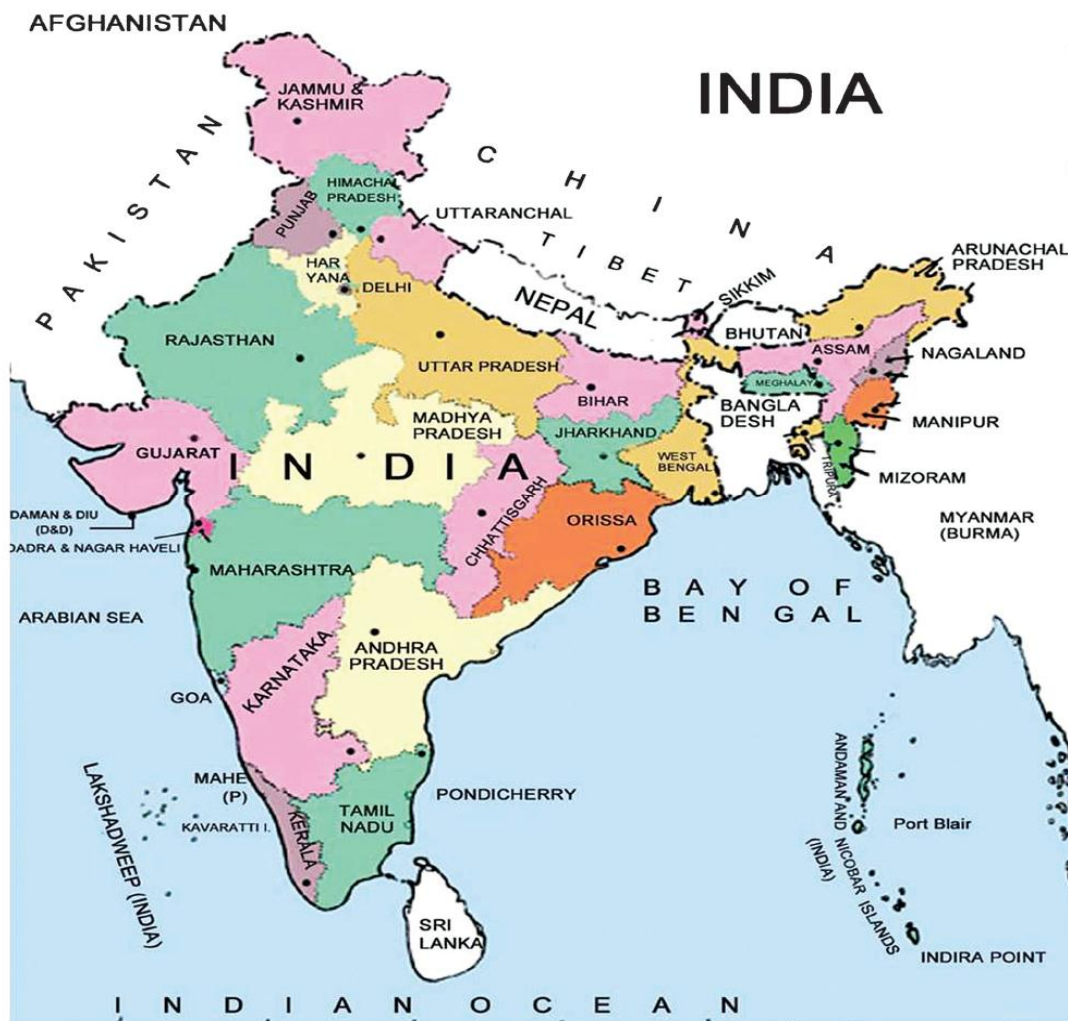 AFGHANISTAN
INDIA
JAMMU &
KASHMIR
PAKISTAN
CHINA
TIBET
HIMACHAL
PRADESH
PUNJAB
UTTARANCHAL
HAR
YANA
DELHI
ARUNACHAL
PRADESH
SIKKIM
NEPAL
BHUTAN
RAJASTHAN
UTTAR PRADESH
ASSAM
NAGALAND
MEGHALAY
BIHAR
BANGLA
DESH
MANIPUR
MADHYA
PRADESH
JHARKHAND
GUJARAT
INDIA
WEST
BENGAL
TRIPURA
MIZORAM
CHHATTISGARH
DAMAN & DIU
(D&D)
DADRA & NAGAR HAVELI
ORISSA
MYANMAR
(BURMA)
MAHARASHTRA
BAY OF
BENGAL
ARABIAN SEA
ANDHRA
PRADESH
KARNATAKA
GOA
MAHE
(P)
PONDICHERRY
LAKSHADWEEP (INDIA)
KAVARATTI I.
KERALA
TAMIL
NADU
ANDAMAN AND NICOBAR ISLANDS
(INDIA)
Port Blair
SRI
LANKA
INDIRA POINT
INDIAN OCEAN